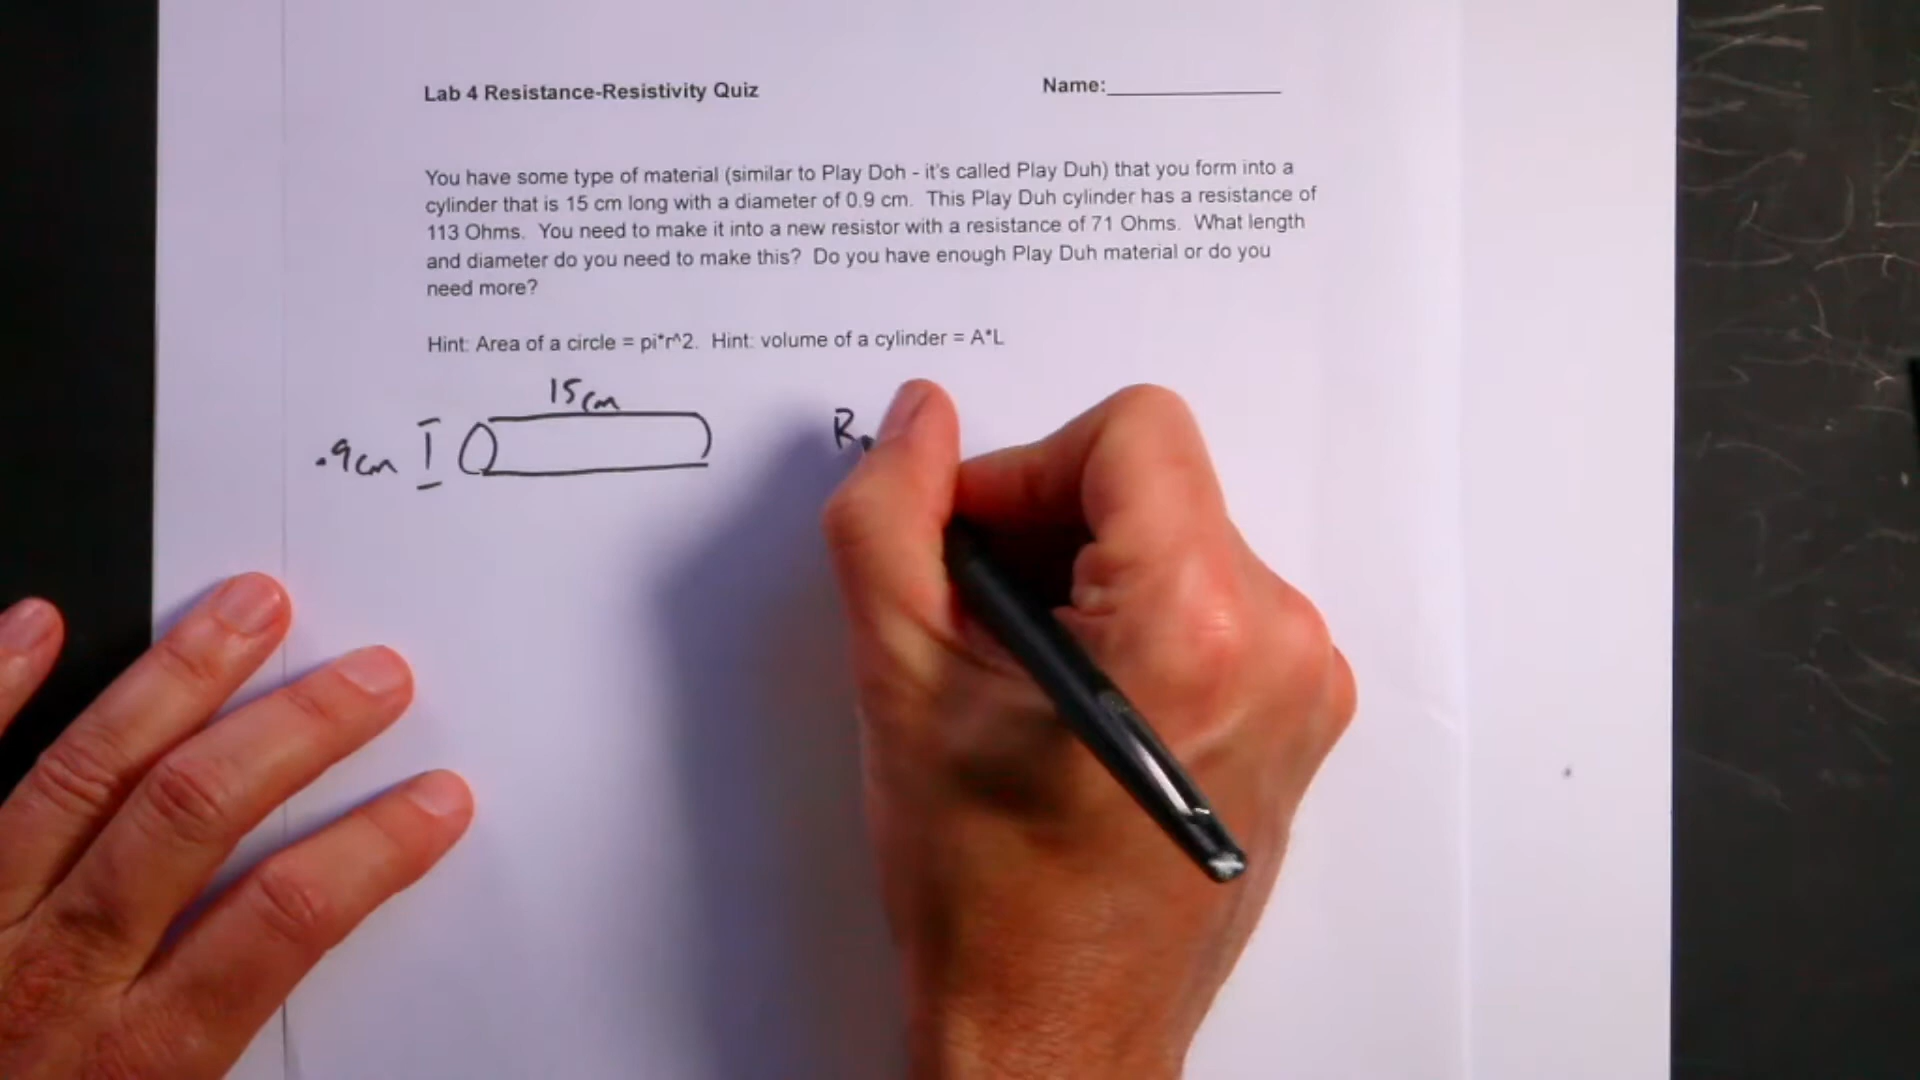 Lab 4 Resistance-Resistivity Quiz Name:______________
You have some type of material (similar to Play Doh - it's called Play Duh) that you form into a
cylinder that is 15 cm long with a diameter of 0.9 cm. This Play Duh cylinder has a resistance of
113 Ohms. You need to make it into a new resistor with a resistance of 71 Ohms. What length
and diameter do you need to make this? Do you have enough Play Duh material or do you
need more?
Hint: Area of a circle = pi*r^2. Hint: volume of a cylinder = A*L
15cm
.9cm
R